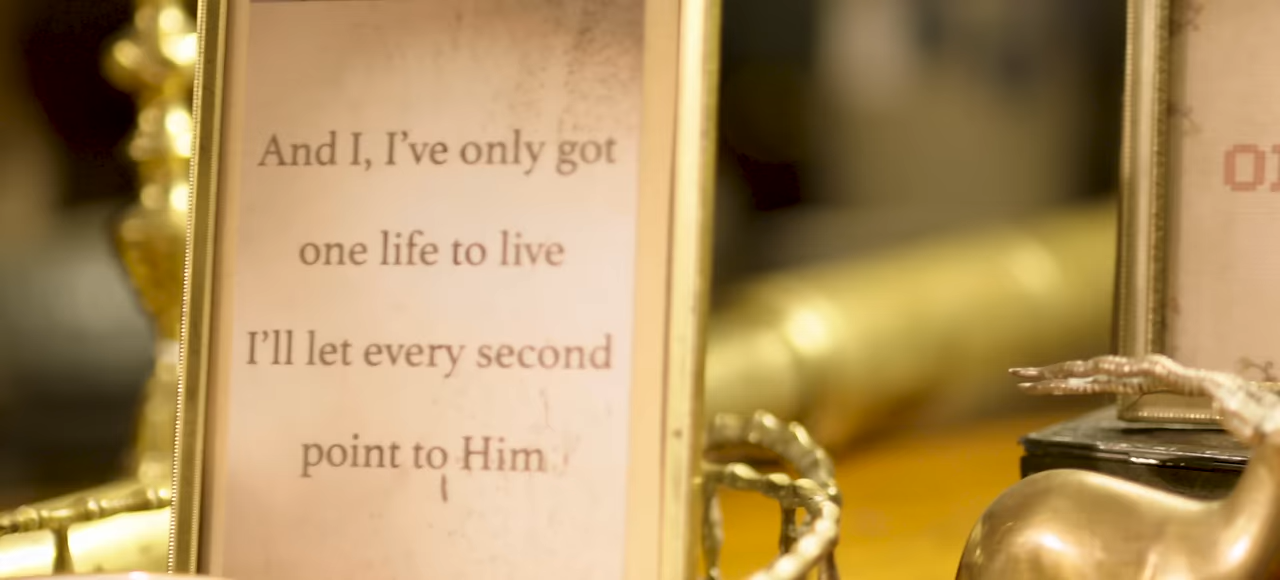 And I, I've only got
one life to live
I'll let every second
point to Him